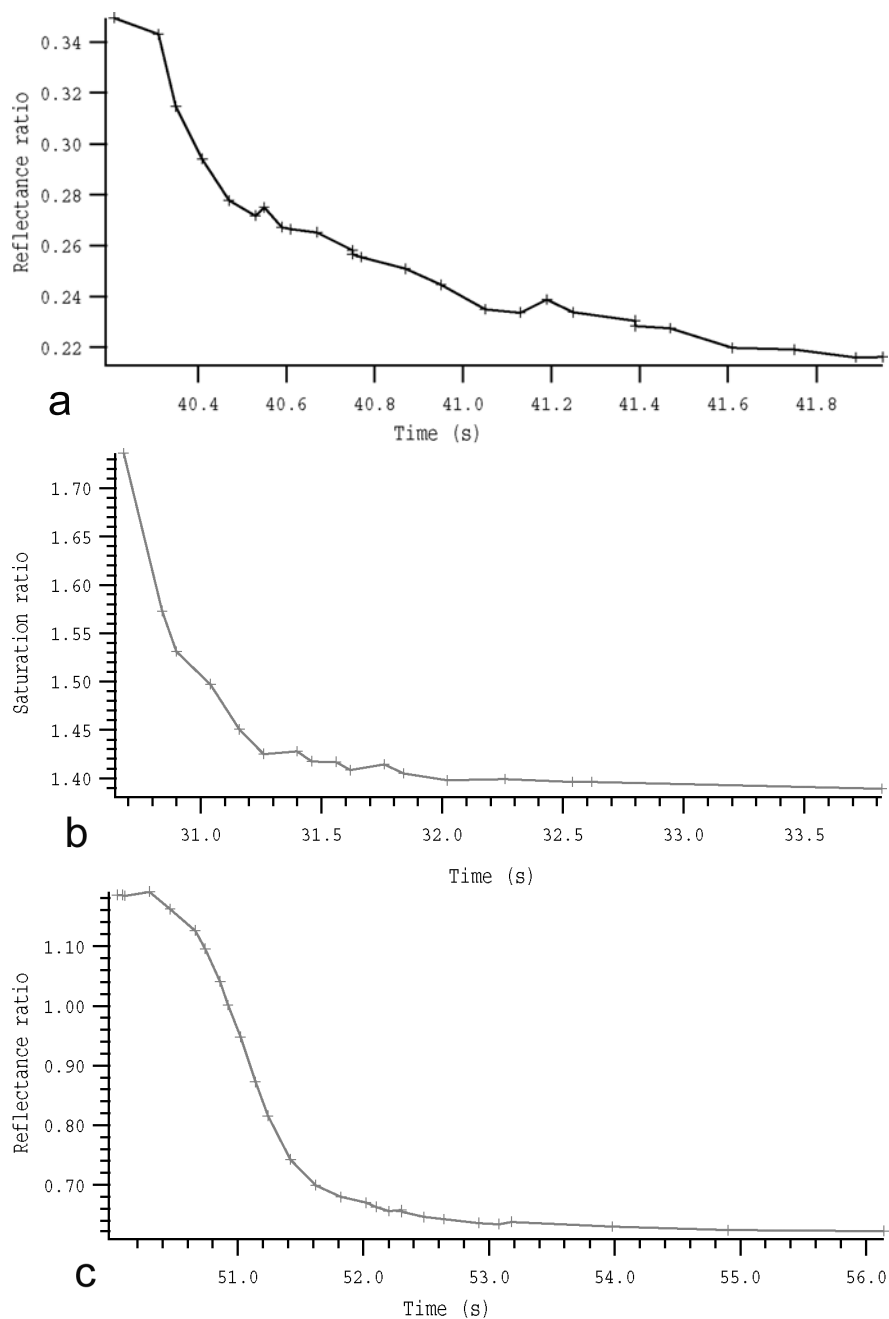 Reflectance ratio
0.34
0.32
0.30
0.28
0.26
0.24
0.22
40.4 40.6 40.8 41.0 41.2 41.4 41.6 41.8
a
Time (s)
Saturation ratio
1.70
1.65
1.60
1.55
1.50
1.45
1.40
31.0 31.5 32.0 32.5 33.0 33.5
b
Time (s)
Reflectance ratio
1.10
1.00
0.90
0.80
0.70
51.0 52.0 53.0 54.0 55.0 56.0
c
Time (s)